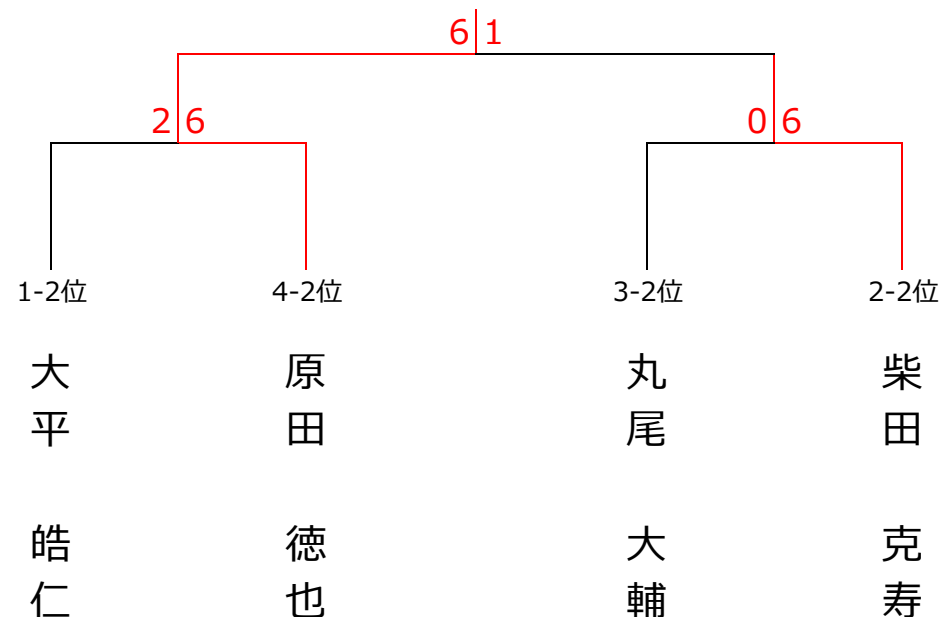 6 1
2 6
0 6
1-2位
4-2位
3-2位
2-2位
大平 皓仁
原田 徳也
丸尾 大輔
柴田 克寿